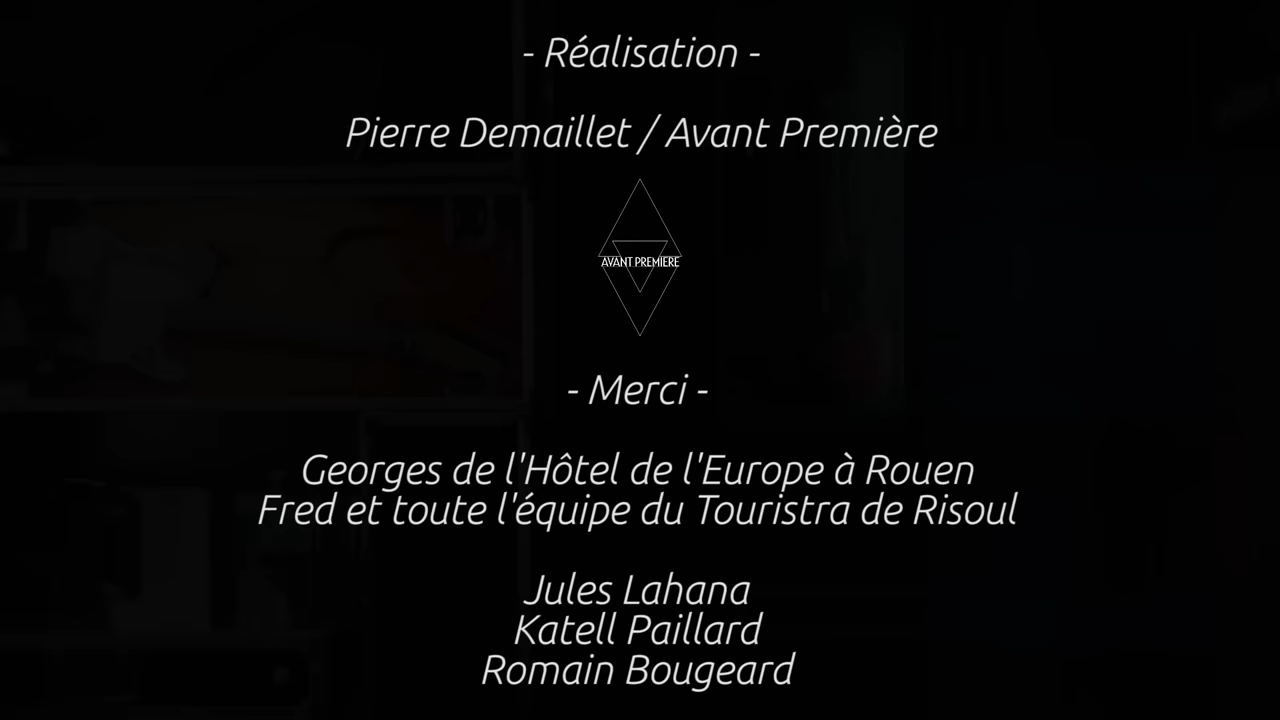 - Réalisation -
Pierre Demaillet / Avant Première
AVANT PREMIERE
- Merci -
Georges de l'Hôtel de l'Europe à Rouen
Fred et toute l'équipe du Touristra de Risoul
Jules Lahana
Katell Paillard
Romain Bougeard